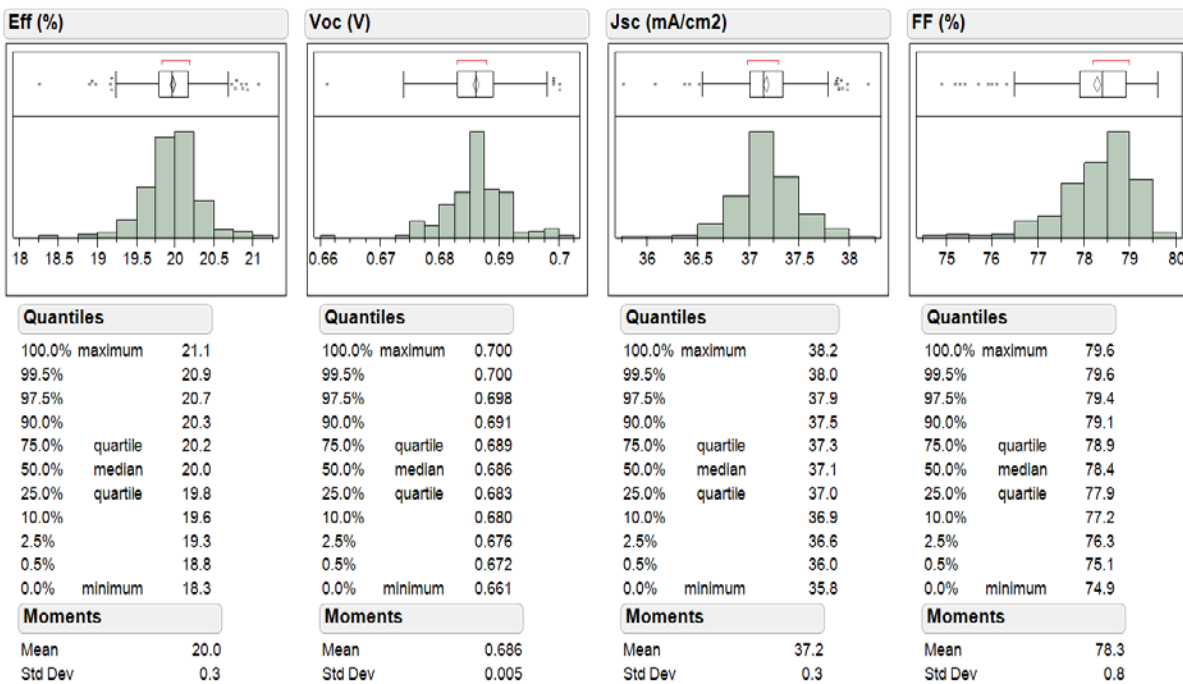 Eff (%)
18 18.5 19 19.5 20 20.5 21
Quantiles
100.0% maximum 21.1
99.5% 20.9
97.5% 20.7
90.0% 20.3
75.0% quartile 20.2
50.0% median 20.0
25.0% quartile 19.8
10.0% 19.6
2.5% 19.3
0.5% 18.8
0.0% minimum 18.3
Moments
Mean 20.0
Std Dev 0.3
Voc (V)
0.66 0.67 0.68 0.69 0.7
Quantiles
100.0% maximum 0.700
99.5% 0.700
97.5% 0.698
90.0% 0.691
75.0% quartile 0.689
50.0% median 0.686
25.0% quartile 0.683
10.0% 0.680
2.5% 0.676
0.5% 0.672
0.0% minimum 0.661
Moments
Mean 0.686
Std Dev 0.005
Jsc (mA/cm2)
36 36.5 37 37.5 38
Quantiles
100.0% maximum 38.2
99.5% 38.0
97.5% 37.9
90.0% 37.5
75.0% quartile 37.3
50.0% median 37.1
25.0% quartile 37.0
10.0% 36.9
2.5% 36.6
0.5% 36.0
0.0% minimum 35.8
Moments
Mean 37.2
Std Dev 0.3
FF (%)
75 76 77 78 79 80
Quantiles
100.0% maximum 79.6
99.5% 79.6
97.5% 79.4
90.0% 79.1
75.0% quartile 78.9
50.0% median 78.4
25.0% quartile 77.9
10.0% 77.2
2.5% 76.3
0.5% 75.1
0.0% minimum 74.9
Moments
Mean 78.3
Std Dev 0.8